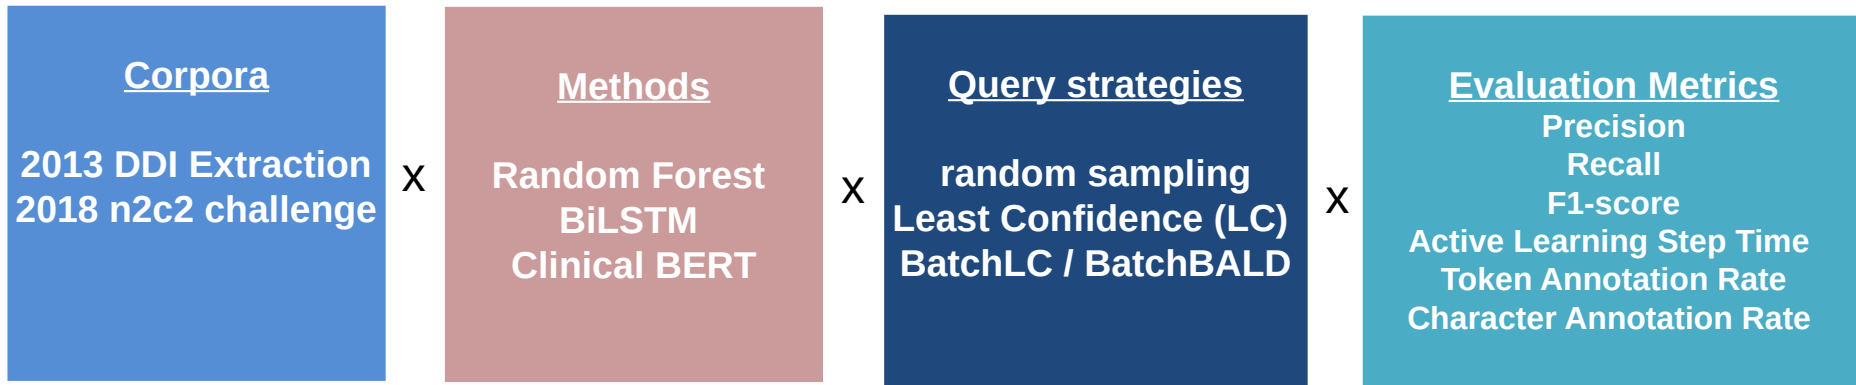 Corpora
2013 DDI Extraction
2018 n2c2 challenge
x
Methods
Random Forest
BiLSTM
Clinical BERT
x
Query strategies
random sampling
Least Confidence (LC)
BatchLC / BatchBALD
x
Evaluation Metrics
Precision
Recall
F1-score
Active Learning Step Time
Token Annotation Rate
Character Annotation Rate